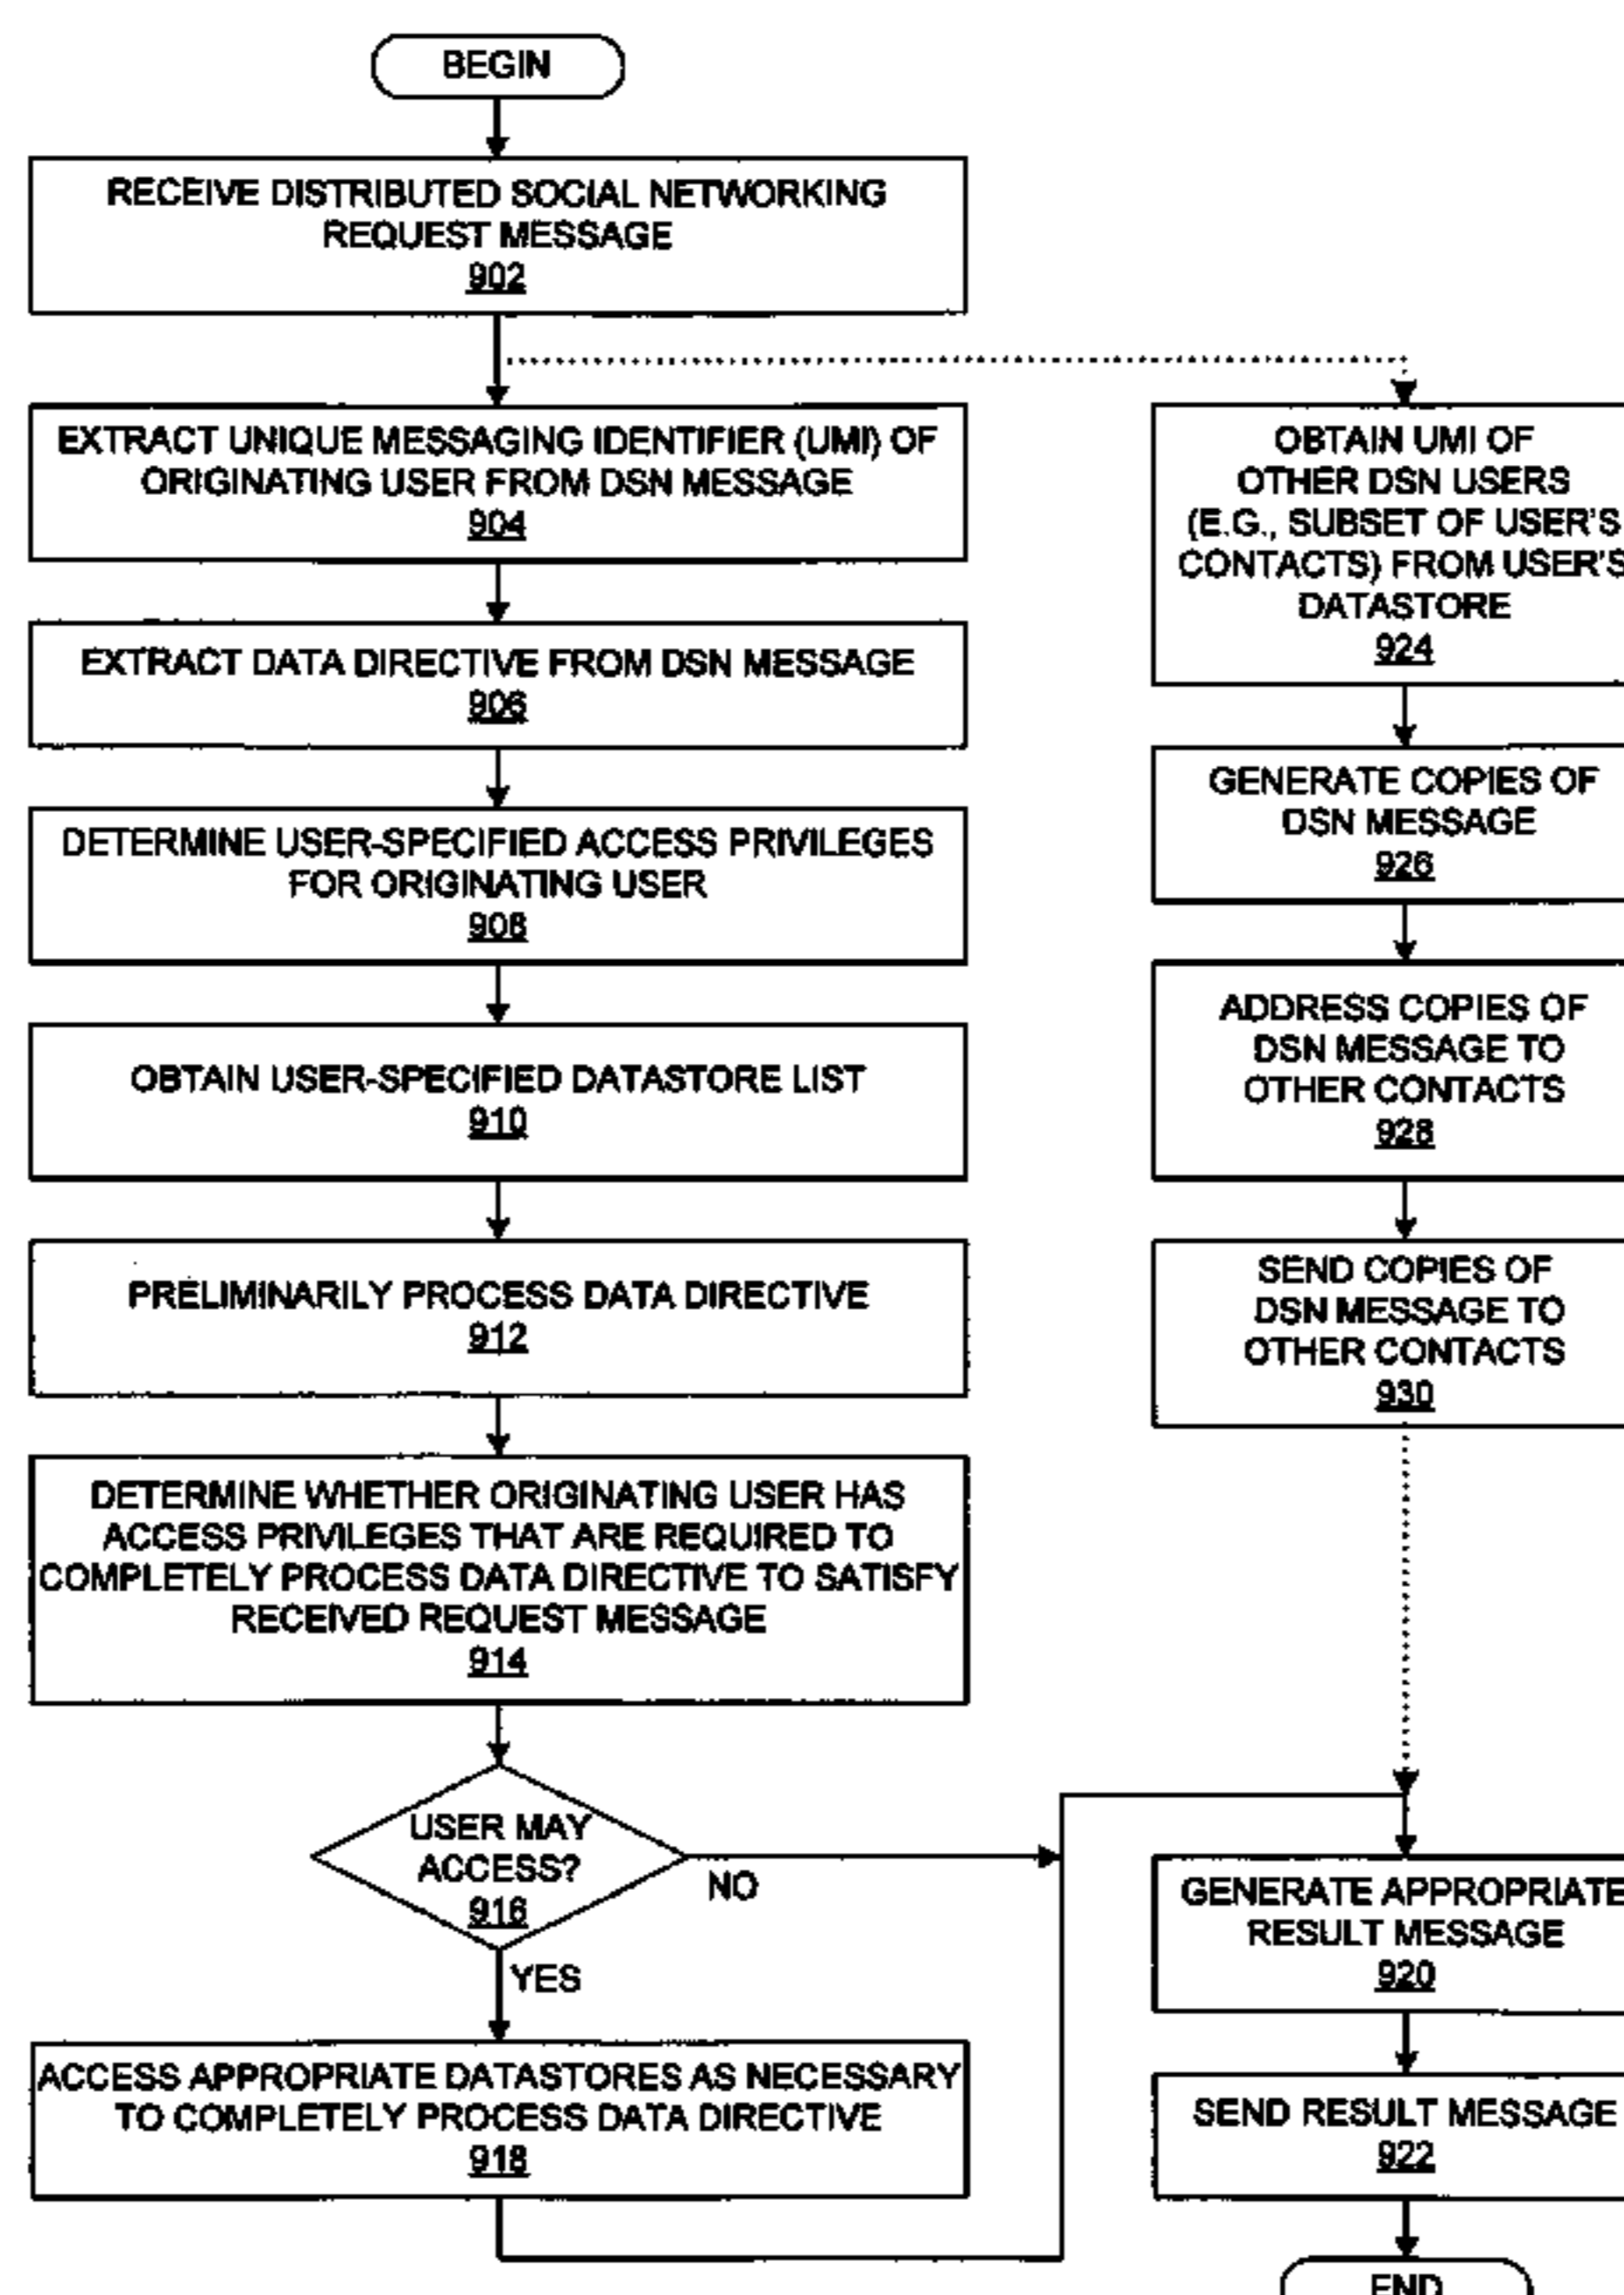 BEGIN
RECEIVE DISTRIBUTED SOCIAL NETWORKING
REQUEST MESSAGE
902
EXTRACT UNIQUE MESSAGING IDENTIFIER (UMI) OF
ORIGINATING USER FROM DSN MESSAGE
904
EXTRACT DATA DIRECTIVE FROM DSN MESSAGE
906
DETERMINE USER-SPECIFIED ACCESS PRIVILEGES
FOR ORIGINATING USER
908
OBTAIN USER-SPECIFIED DATASTORE LIST
910
PRELIMINARILY PROCESS DATA DIRECTIVE
912
DETERMINE WHETHER ORIGINATING USER HAS
ACCESS PRIVILEGES THAT ARE REQUIRED TO
COMPLETELY PROCESS DATA DIRECTIVE TO SATISFY
RECEIVED REQUEST MESSAGE
914
USER MAY
ACCESS?
916
NO
YES
ACCESS APPROPRIATE DATASTORES AS NECESSARY
TO COMPLETELY PROCESS DATA DIRECTIVE
918
OBTAIN UMI OF
OTHER DSN USERS
(E.G., SUBSET OF USER'S
CONTACTS) FROM USER'S
DATASTORE
924
GENERATE COPIES OF
DSN MESSAGE
926
ADDRESS COPIES OF
DSN MESSAGE TO
OTHER CONTACTS
928
SEND COPIES OF
DSN MESSAGE TO
OTHER CONTACTS
930
GENERATE APPROPRIATE
RESULT MESSAGE
920
SEND RESULT MESSAGE
922
END